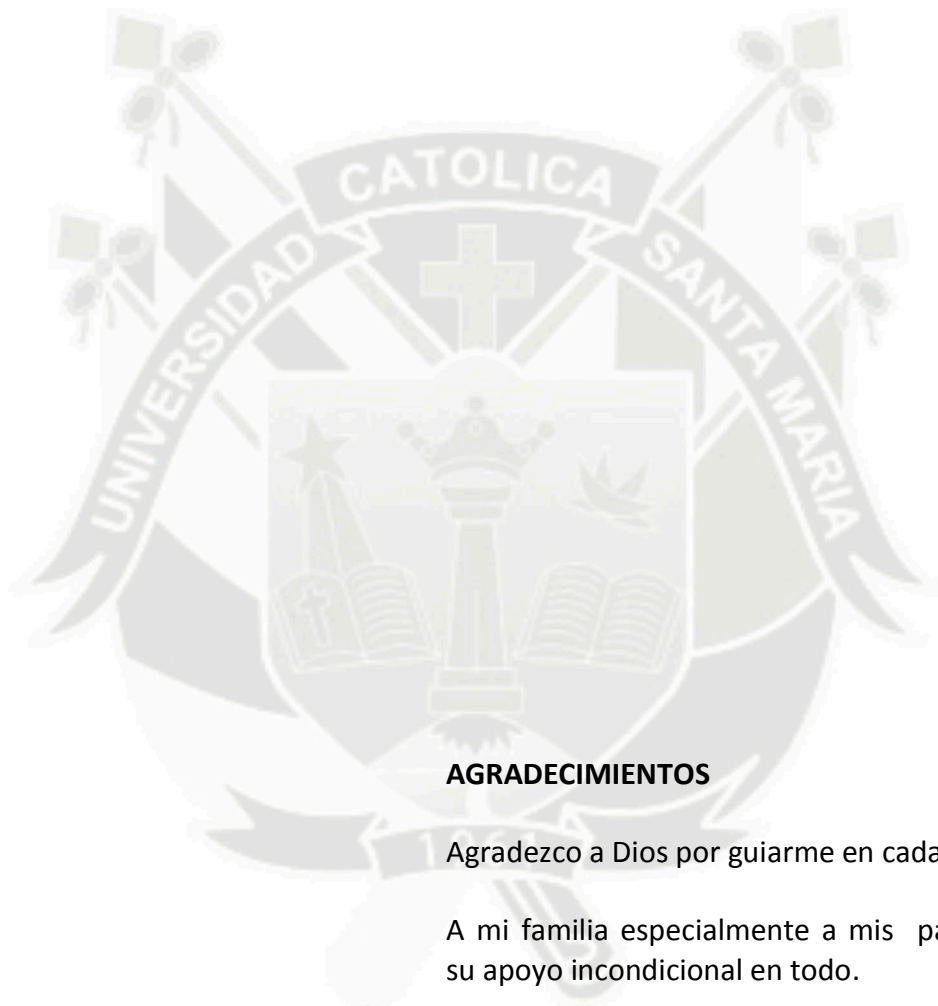 UNIVERSIDAD CATOLICA SANTA MARIA
AGRADECIMIENTOS
1961
Agradezco a Dios por guiarme en cada
A mi familia especialmente a mis
su apoyo incondicional en todo.